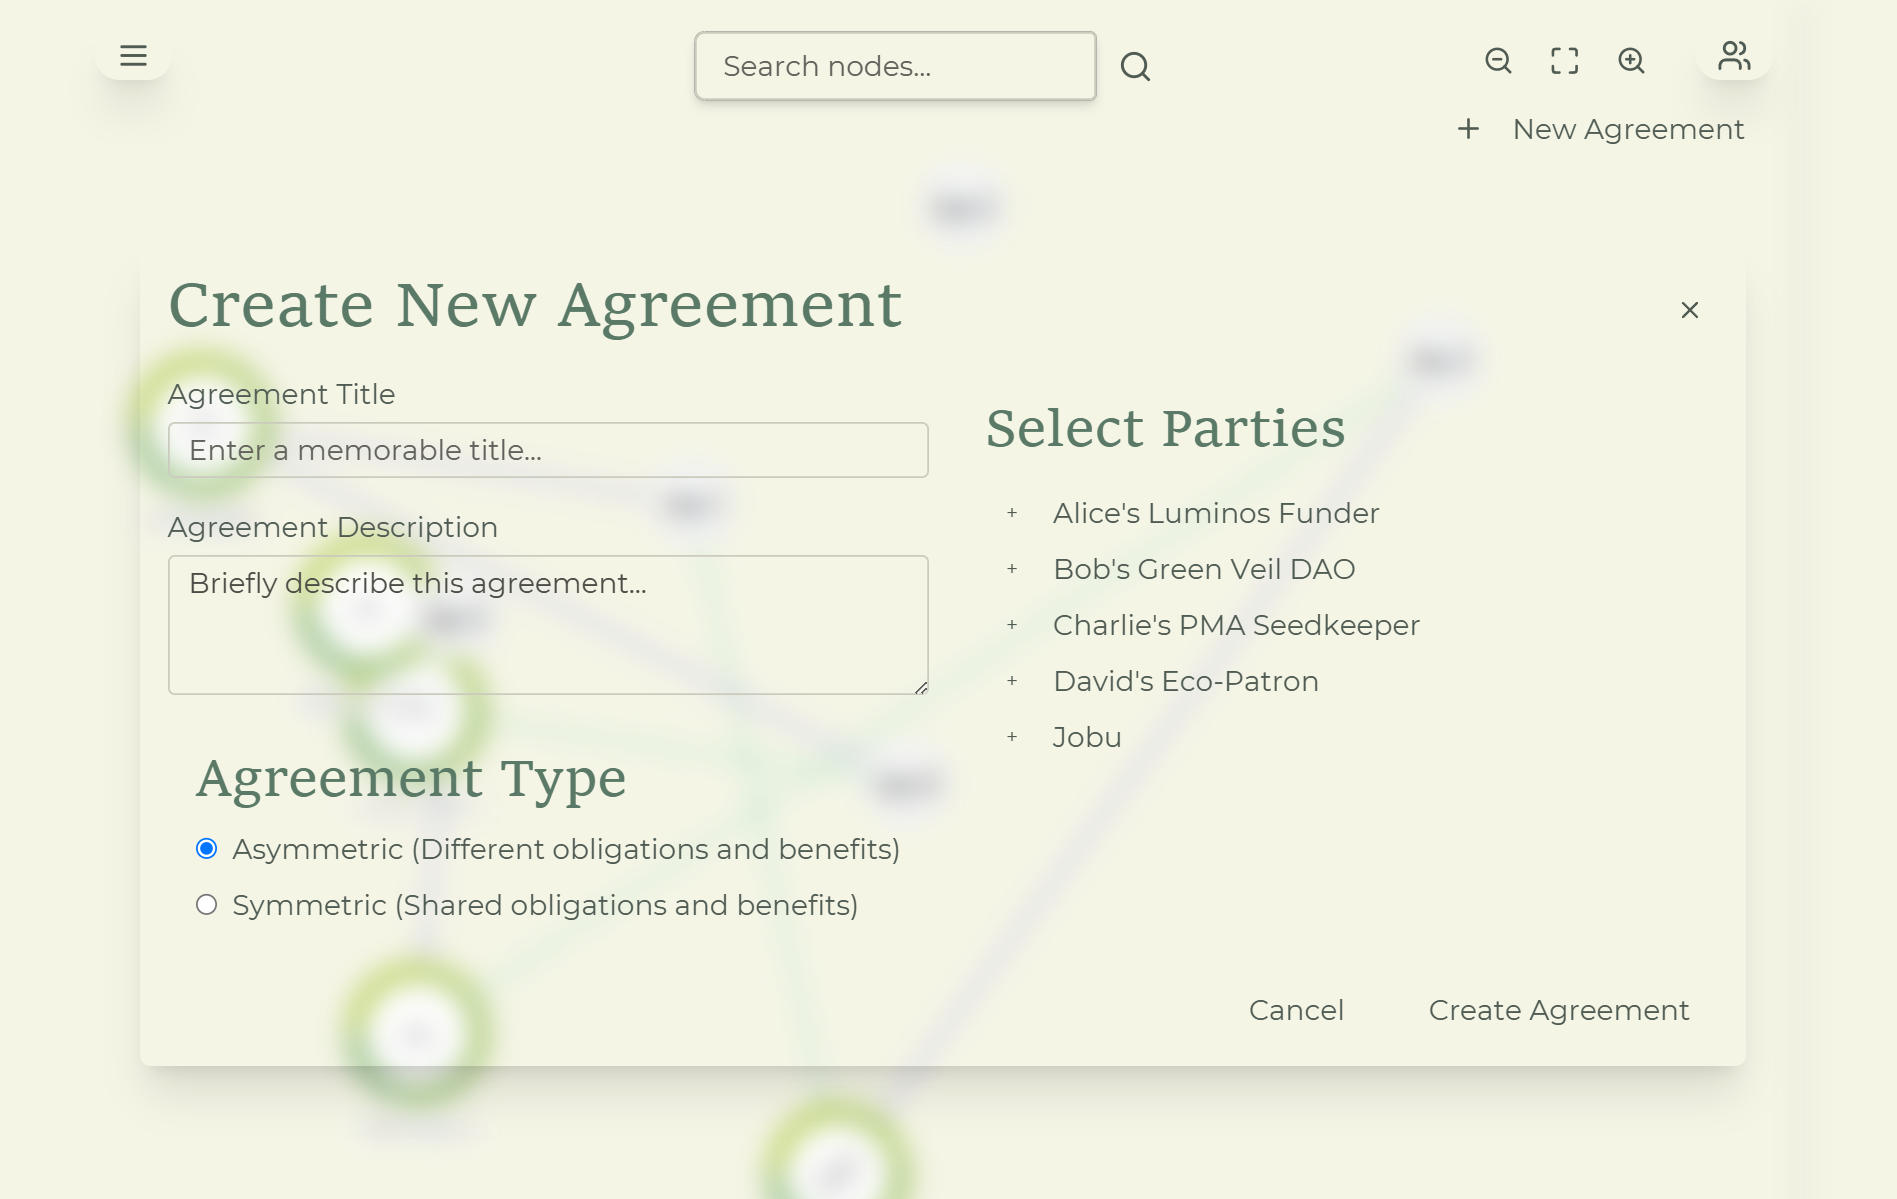 Search nodes...
New Agreement
Create New Agreement
Agreement Title
Enter a memorable title...
Agreement Description
Briefly describe this agreement...
Agreement Type
Asymmetric (Different obligations and benefits)
Symmetric (Shared obligations and benefits)
Select Parties
+ Alice's Luminos Funder
+ Bob's Green Veil DAO
+ Charlie's PMA Seedkeeper
+ David's Eco-Patron
+ Jobu
Cancel
Create Agreement